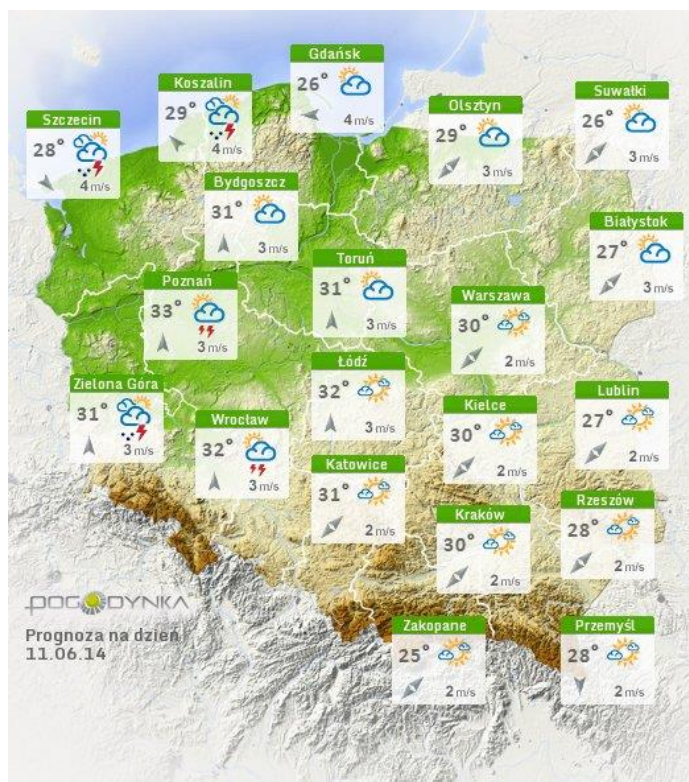 Gdańsk
26°
4 m/s
Koszalin
29°
4 m/s
Szczecin
28°
4 m/s
Olsztyn
29°
3 m/s
Suwałki
26°
3 m/s
Bydgoszcz
31°
3 m/s
Białystok
27°
3 m/s
Toruń
31°
3 m/s
Poznań
33°
3 m/s
Warszawa
30°
2 m/s
Łódź
32°
3 m/s
Zielona Góra
31°
3 m/s
Wrocław
32°
3 m/s
Kielce
30°
2 m/s
Lublin
27°
2 m/s
Katowice
31°
2 m/s
Kraków
30°
2 m/s
Rzeszów
28°
2 m/s
Zakopane
25°
2 m/s
Przemyśl
28°
2 m/s
POGODYNKA
Prognoza na dzień
11.06.14